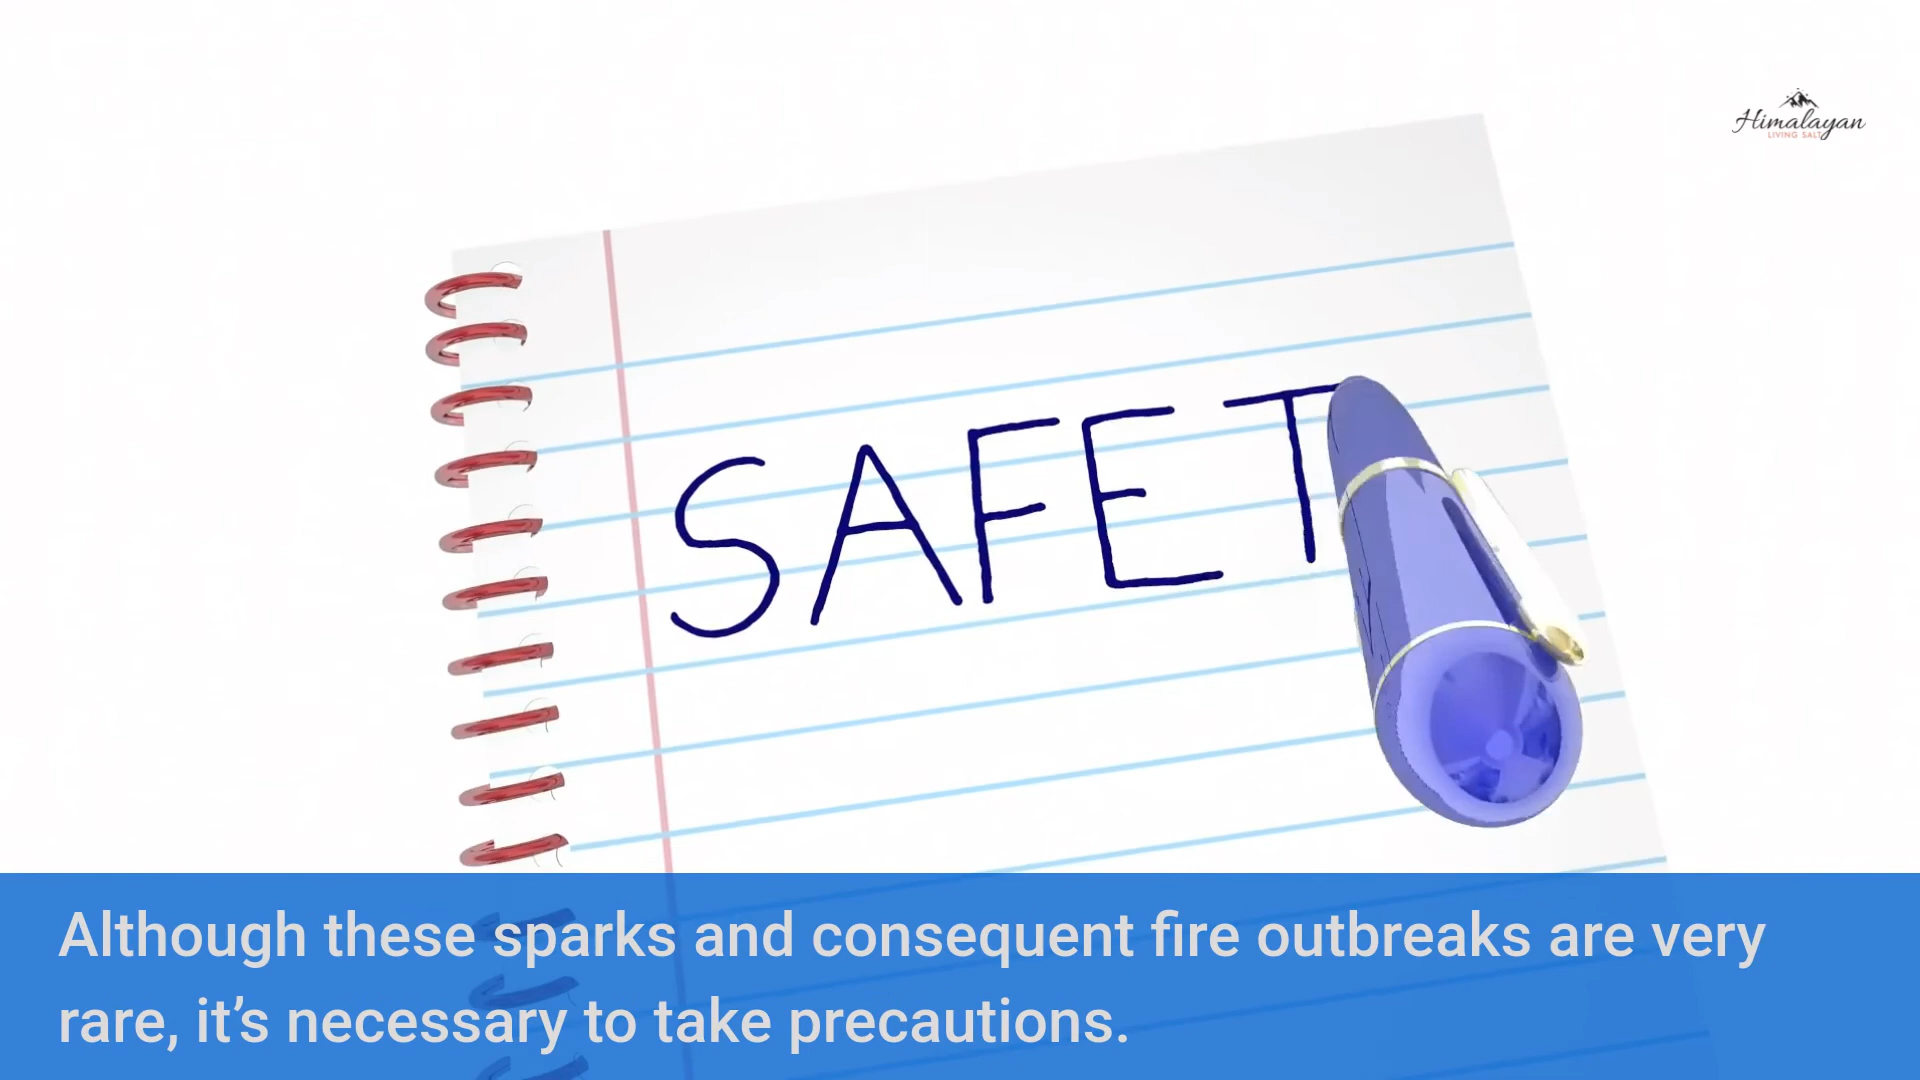 Himalayan
LIVING SALT
SAFET
Although these sparks and consequent fire outbreaks are very
rare, it’s necessary to take precautions.